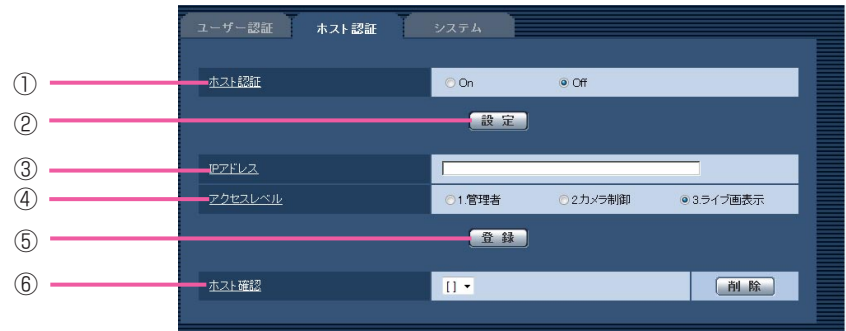 ユーザー認証 ホスト認証 システム
① ホスト認証 On Off
② 設定
③ IPアドレス
④ アクセスレベル 1.管理者 2.カメラ制御 3.ライブ画表示
⑤ 登録
⑥ ホスト確認 [ ] 削除